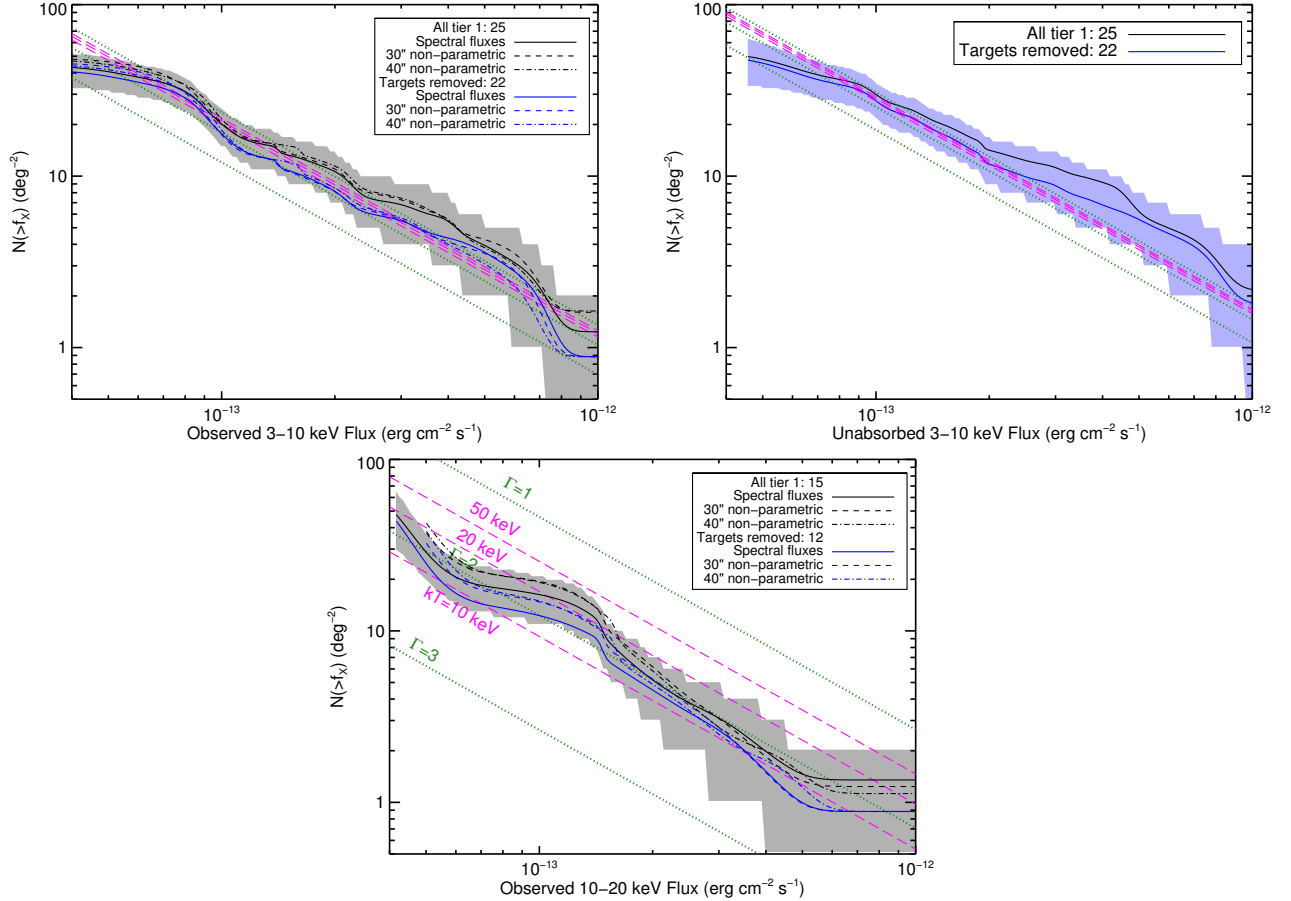 100
10
1
N(>fX) (deg−2)
All tier 1: 25
Spectral fluxes
30" non−parametric
40" non−parametric
Targets removed: 22
Spectral fluxes
30" non−parametric
40" non−parametric
10−13
10−12
Observed 3−10 keV Flux (erg cm−2 s−1)
100
10
1
N(>fX) (deg−2)
All tier 1: 25
Targets removed: 22
10−13
10−12
Unabsorbed 3−10 keV Flux (erg cm−2 s−1)
100
10
1
N(>fX) (deg−2)
Γ=1
50 keV
20 keV
Γ=2
kT=10 keV
Γ=3
All tier 1: 15
Spectral fluxes
30" non−parametric
40" non−parametric
Targets removed: 12
Spectral fluxes
30" non−parametric
40" non−parametric
10−13
10−12
Observed 10−20 keV Flux (erg cm−2 s−1)